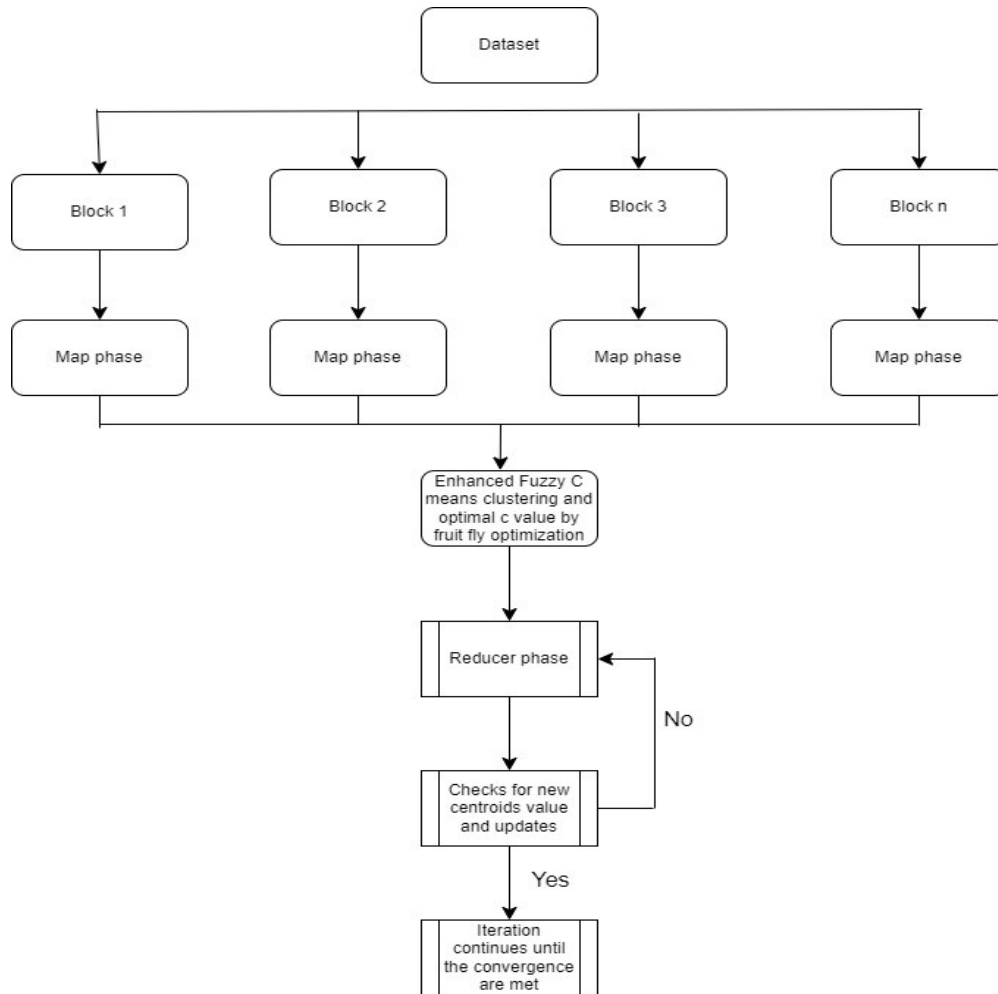 Dataset
Block 1
Block 2
Block 3
Block n
Map phase
Map phase
Map phase
Map phase
Enhanced Fuzzy C
means clustering and
optimal c value by
fruit fly optimization
Reducer phase
No
Checks for new
centroids value
and updates
Yes
Iteration
continues until
the convergence
are met